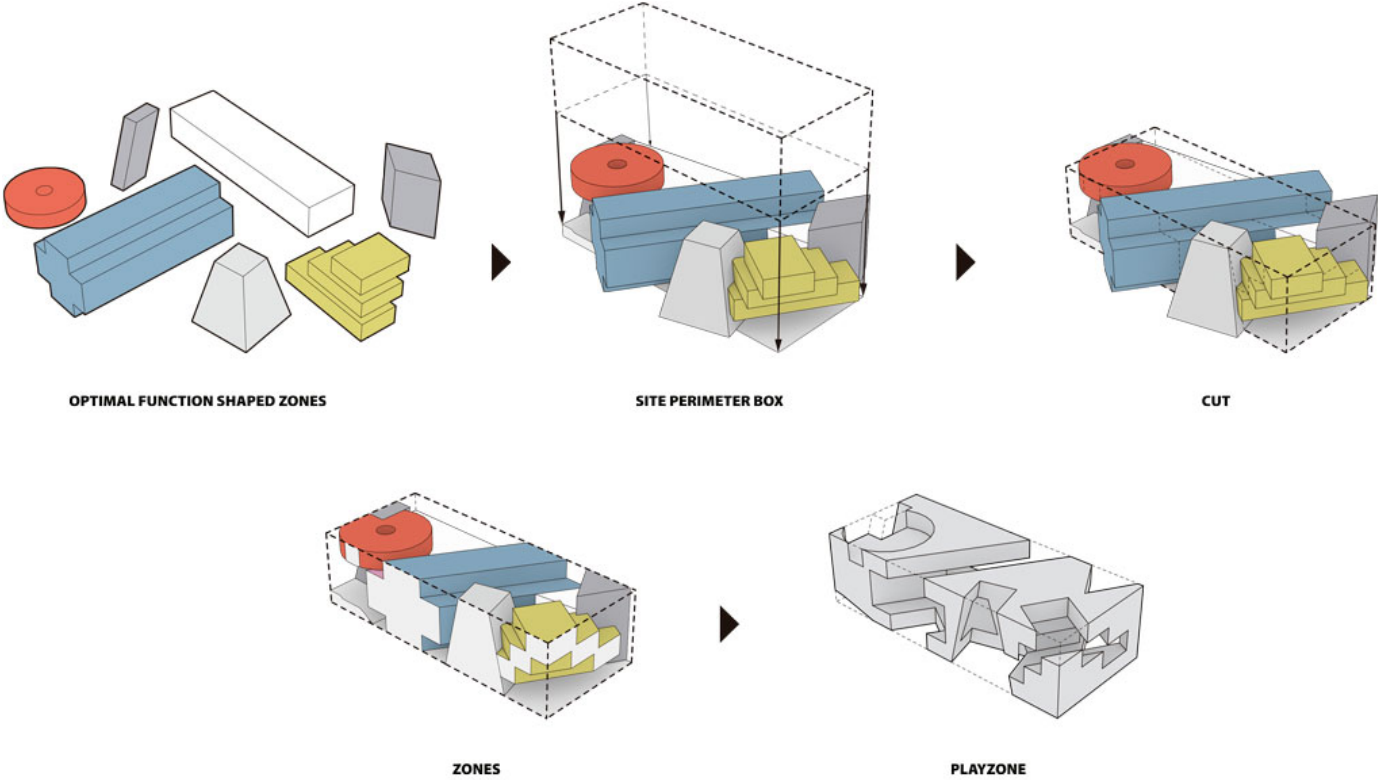 OPTIMAL FUNCTION SHAPED ZONES
SITE PERIMETER BOX
CUT
ZONES
PLAYZONE